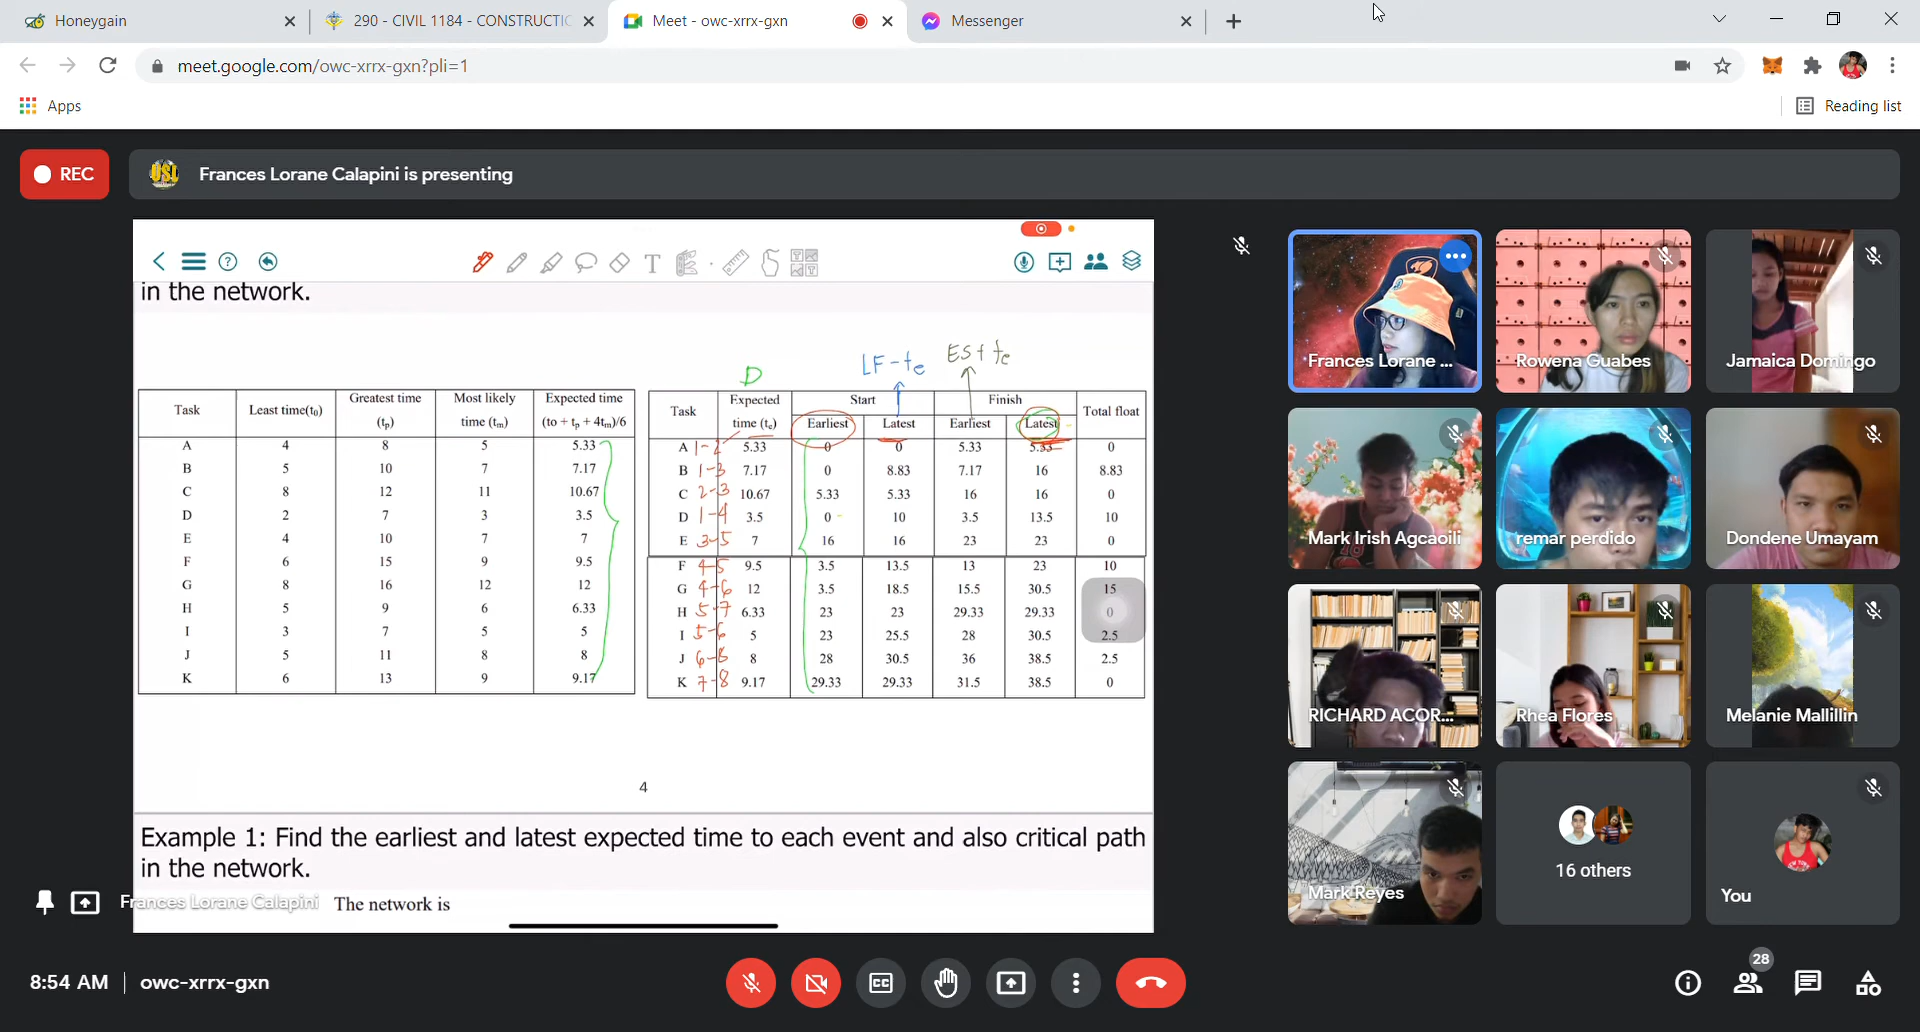 Honeygain
290 - CIVIL 1184 - CONSTRUCTIC
Meet - owc-xrrx-gxn
Messenger
meet.google.com/owc-xrrx-gxn?pli=1
Apps
Reading list
REC
USL
Frances Lorane Calapini is presenting
in the network.
D
LF - te
ES + te
Task Least time(t0) Greatest time (tp) Most likely time (tm) Expected time (to + tp + 4tm)/6
A 4 8 5 5.33
B 5 10 7 7.17
C 8 12 11 10.67
D 2 7 3 3.5
E 4 10 7 7
F 6 15 9 9.5
G 8 16 12 12
H 5 9 6 6.33
I 3 7 5 5
J 5 11 8 8
K 6 13 9 9.17
Task Expected time (te) Start Finish Total float
Earliest Latest Earliest Latest
A 1-2 5.33 0 0 5.33 5.33 0
B 1-3 7.17 0 8.83 7.17 16 8.83
C 2-3 10.67 5.33 5.33 16 16 0
D 1-4 3.5 0 10 3.5 13.5 10
E 3-5 7 16 16 23 23 0
F 4-5 9.5 3.5 13.5 13 23 10
G 4-6 12 3.5 18.5 15.5 30.5 15
H 5-7 6.33 23 23 29.33 29.33 0
I 5-6 5 23 25.5 28 30.5 2.5
J 6-8 8 28 30.5 36 38.5 2.5
K 7-8 9.17 29.33 29.33 31.5 38.5 0
4
Example 1: Find the earliest and latest expected time to each event and also critical path
in the network.
The network is
Frances Lorane Calapini
Frances Lorane ...
Rowena Guabes
Jamaica Domingo
Mark Irish Agcaoili
remar perdido
Dondene Umayam
RICHARD ACOR...
Rhea Flores
Melanie Mallillin
Mark Reyes
16 others
You
8:54 AM
owc-xrrx-gxn
28